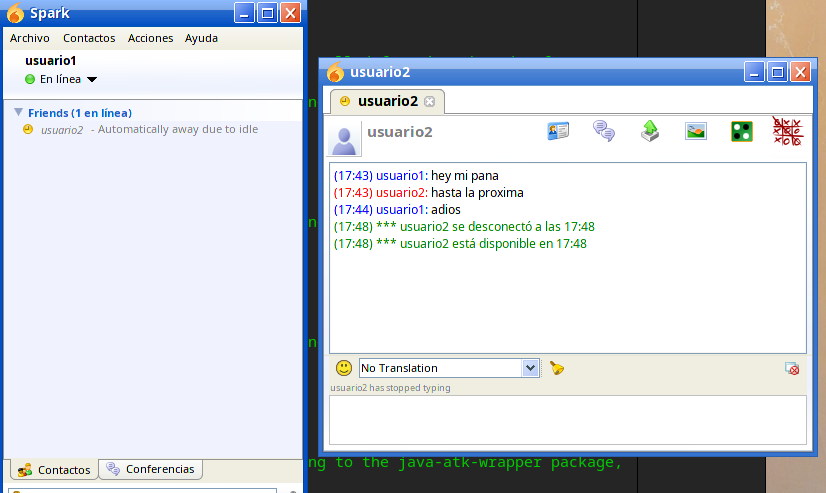 Spark
Archivo Contactos Acciones Ayuda
usuario1
En línea
Friends (1 en línea)
usuario2 - Automatically away due to idle
Contactos Conferencias
usuario2
usuario2
usuario2
(17:43) usuario1: hey mi pana
(17:43) usuario2: hasta la proxima
(17:44) usuario1: adios
(17:48) *** usuario2 se desconectó a las 17:48
(17:48) *** usuario2 está disponible en 17:48
No Translation
usuario2 has stopped typing
ng to the java-atk-wrapper package,